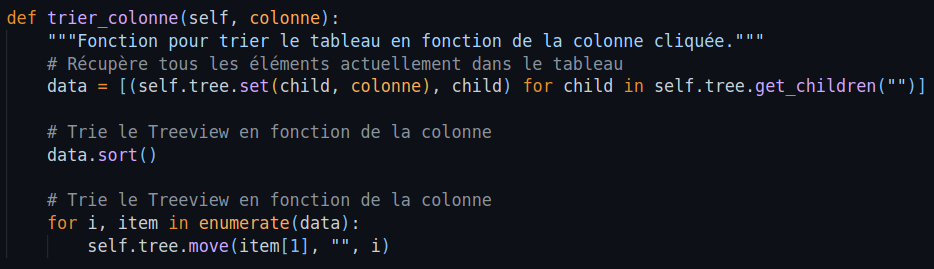 def trier_colonne(self, colonne):
    """Fonction pour trier le tableau en fonction de la colonne cliquée."""
    # Récupère tous les éléments actuellement dans le tableau
    data = [(self.tree.set(child, colonne), child) for child in self.tree.get_children("")]

    # Trie le Treeview en fonction de la colonne
    data.sort()

    # Trie le Treeview en fonction de la colonne
    for i, item in enumerate(data):
        self.tree.move(item[1], "", i)